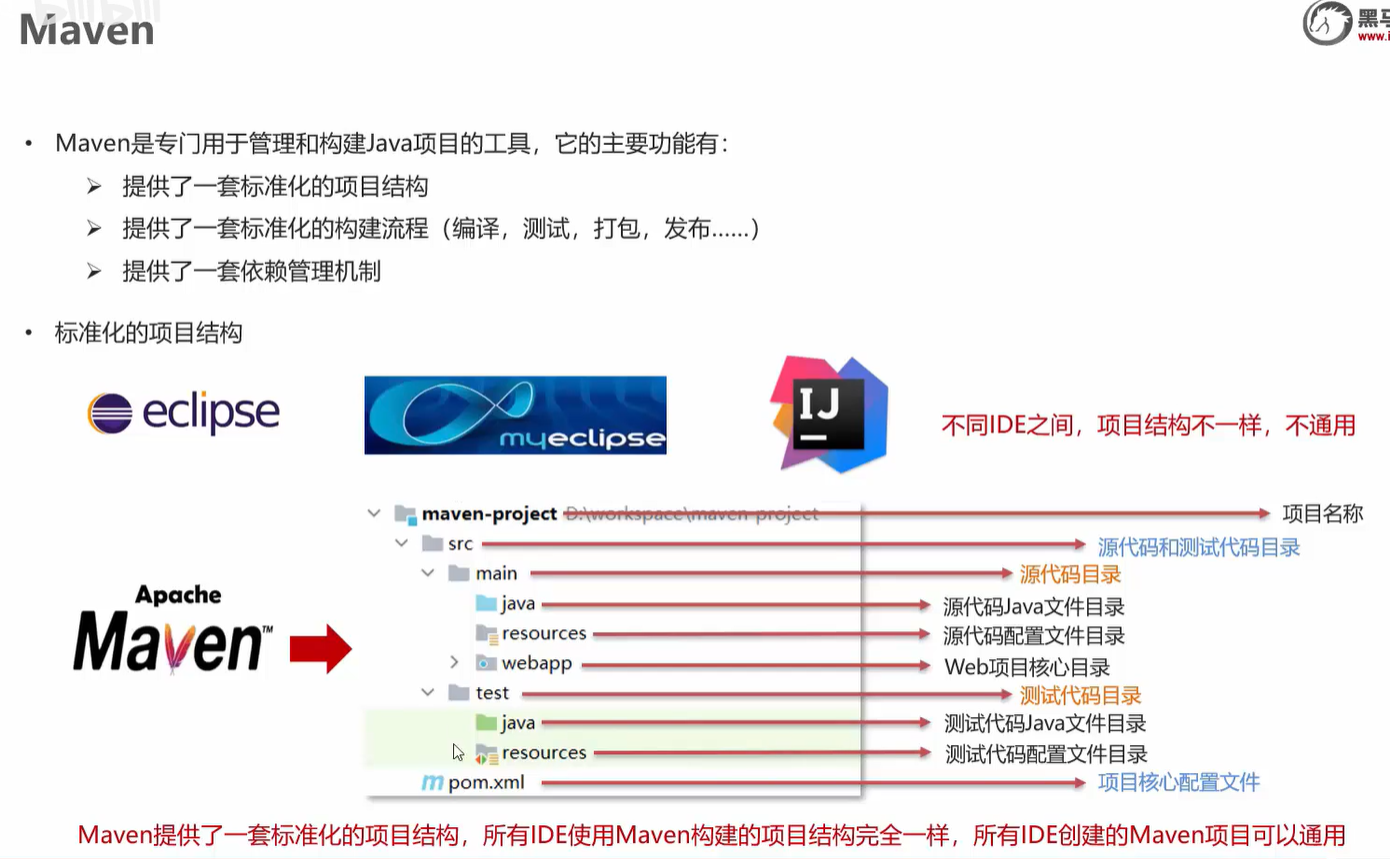 Maven
黑马
www.i
Maven是专门用于管理和构建Java项目的工具，它的主要功能有：
提供了一套标准化的项目结构
提供了一套标准化的构建流程（编译，测试，打包，发布……）
提供了一套依赖管理机制
标准化的项目结构
eclipse
myeclipse
IJ
不同IDE之间，项目结构不一样，不通用
maven-project D:\workspace\maven-project 项目名称
src 源代码和测试代码目录
main 源代码目录
java 源代码Java文件目录
resources 源代码配置文件目录
webapp Web项目核心目录
test 测试代码目录
java 测试代码Java文件目录
resources 测试代码配置文件目录
pom.xml 项目核心配置文件
Apache
Maven™
Maven提供了一套标准化的项目结构，所有IDE使用Maven构建的项目结构完全一样，所有IDE创建的Maven项目可以通用